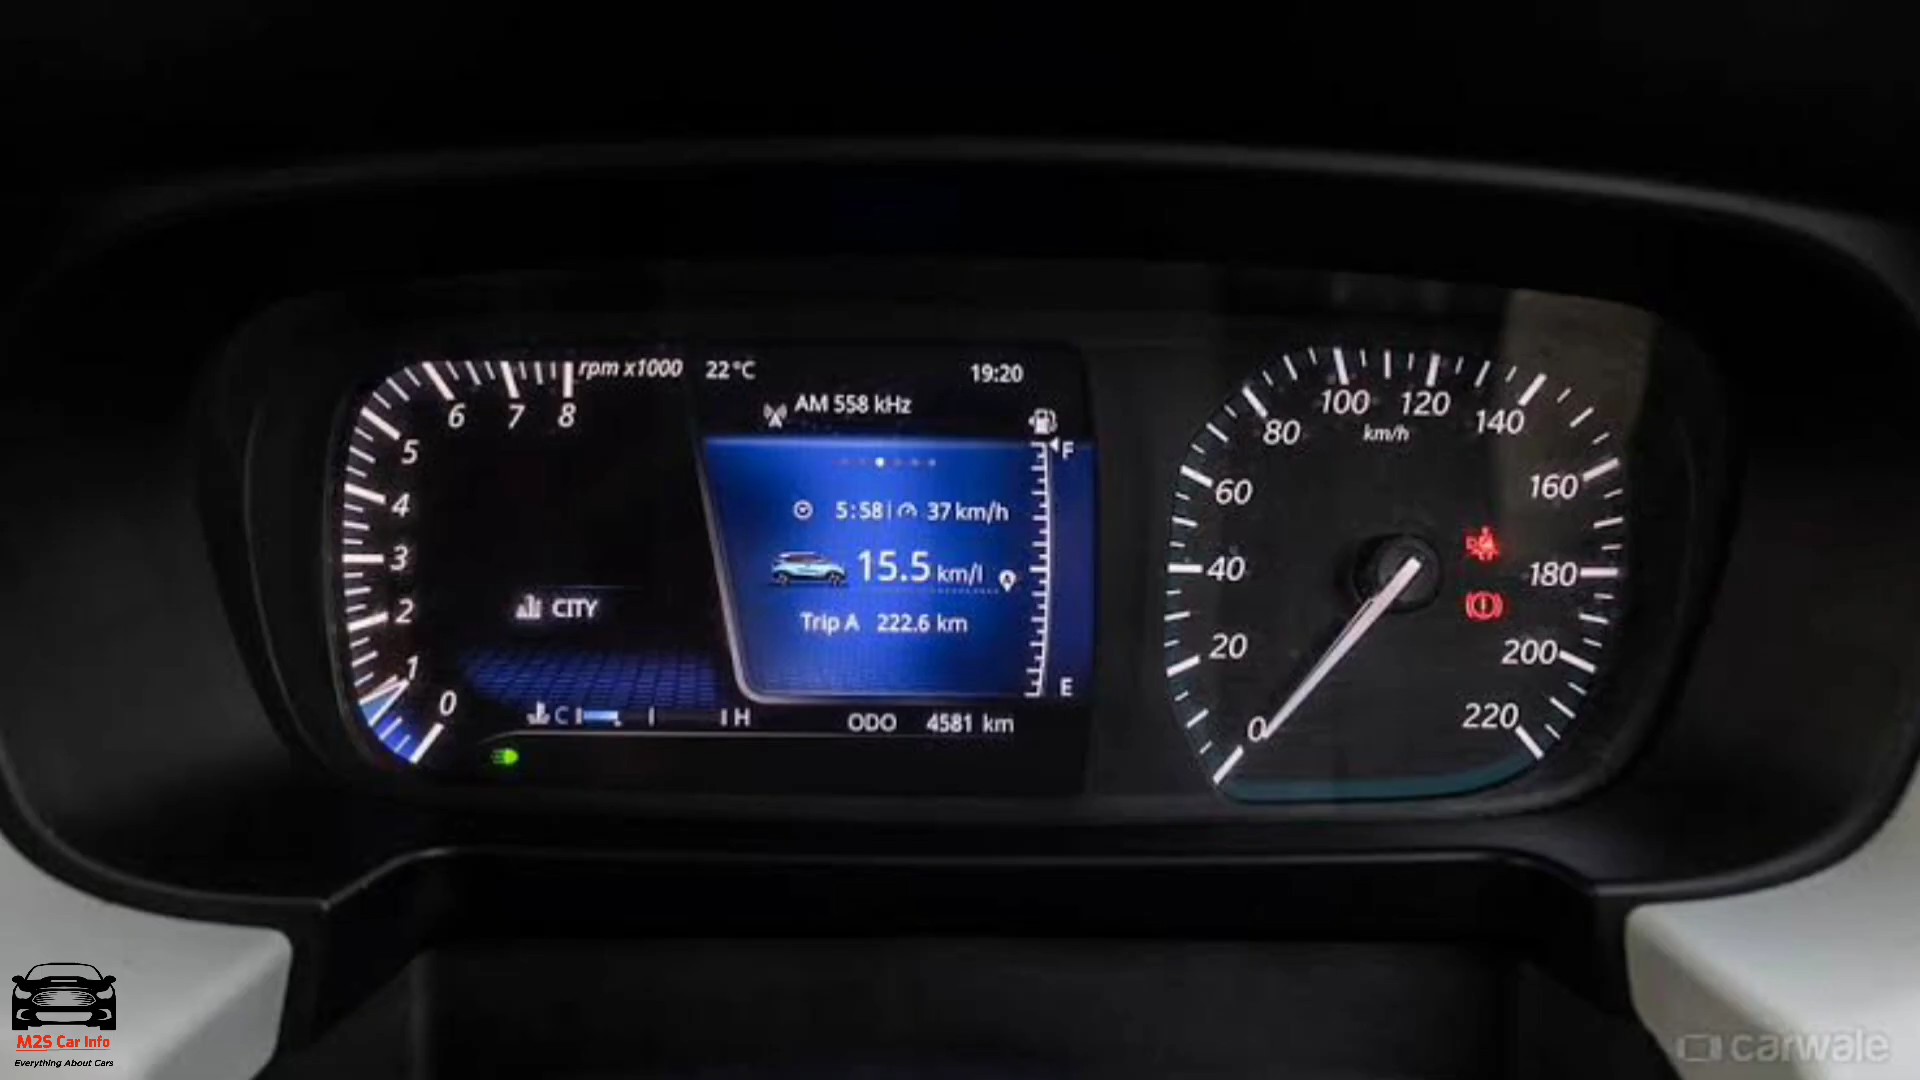 rpm x1000
22°C
19:20
AM 558 kHz
6
7
8
5
4
3
2
1
0
CITY
C
H
5:58
37 km/h
15.5 km/l
A
Trip A 222.6 km
F
E
ODO 4581 km
0
20
40
60
80
100
120
140
160
180
200
220
km/h
M2S Car Info
Everything About Cars
carwale